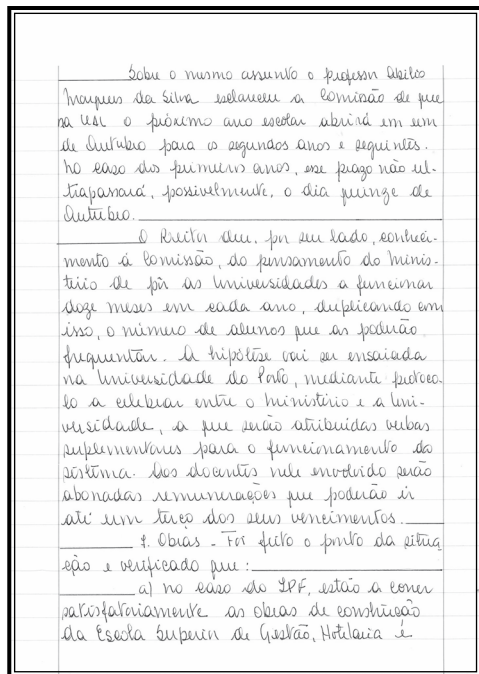 Sobre o mesmo assunto o professor Abílio
Marques da Silva esclareceu a Comissão de que
na UAL o próximo ano escolar abrirá em um
de Outubro para os segundos anos e seguintes.
No caso dos primeiros anos, esse prazo não ul-
trapassará, possivelmente, o dia quinze de
Outubro.
O Reitor deu, por seu lado, conheci-
mento à Comissão, do pensamento do Minis-
tério de pôr as Universidades a funcionar
doze meses em cada ano, duplicando com
isso, o número de alunos que as poderão
frequentar. A hipótese vai ser ensaiada
na Universidade do Porto, mediante protoco-
lo a celebrar entre o Ministério e a Uni-
versidade, a que serão atribuídas verbas
suplementares para o funcionamento do
sistema. Aos docentes nele envolvido serão
abonadas remunerações que poderão ir
até um terço dos seus vencimentos.
Obras - Foi feito o ponto da situa
ção e verificado que:
a) no caso do IPF, estão a correr
satisfatoriamente as obras de construção
da Escola Superior de Gestão, Hotelaria e